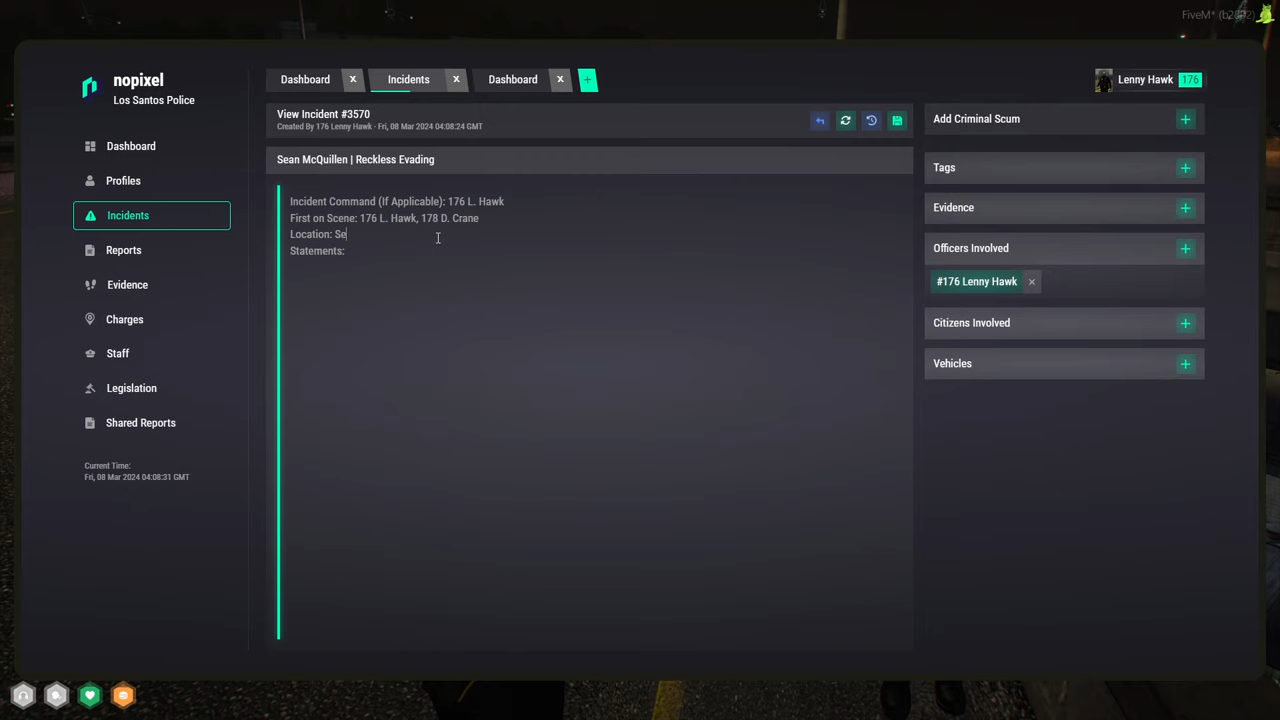 FiveM* (b2802)
nopixel
Los Santos Police
Dashboard
Profiles
Incidents
Reports
Evidence
Charges
Staff
Legislation
Shared Reports
Current Time:
Fri, 08 Mar 2024 04:08:31 GMT
Dashboard x Incidents x Dashboard x +
View Incident #3570
Created By 176 Lenny Hawk - Fri, 08 Mar 2024 04:08:24 GMT
Sean McQuillen | Reckless Evading
Incident Command (If Applicable): 176 L. Hawk
First on Scene: 176 L. Hawk, 178 D. Crane
Location: Se
Statements:
Lenny Hawk 176
Add Criminal Scum +
Tags +
Evidence +
Officers Involved +
#176 Lenny Hawk x
Citizens Involved +
Vehicles +